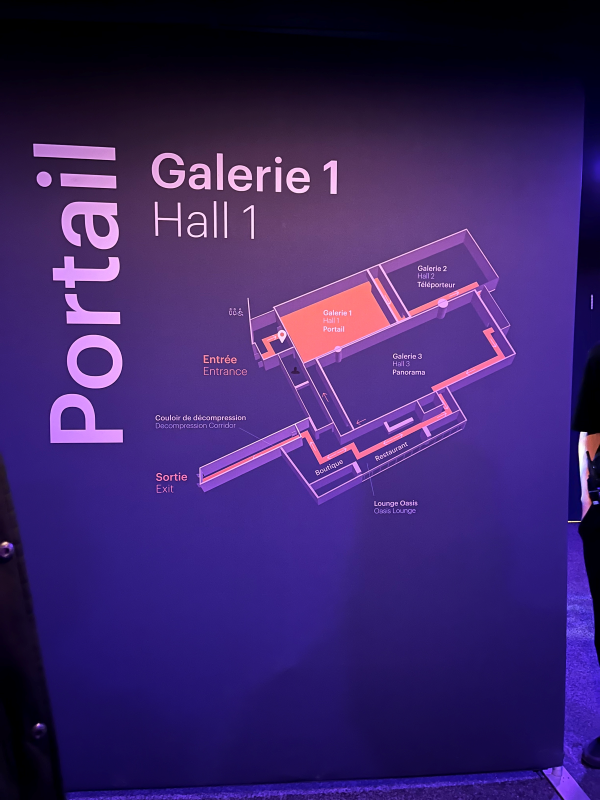 Portail
Galerie 1
Hall 1
Galerie 2
Hall 2
Téléporteur
Galerie 1
Hall 1
Portail
Galerie 3
Hall 3
Panorama
Entrée
Entrance
Couloir de décompression
Decompression Corridor
Sortie
Exit
Boutique
Restaurant
Lounge Oasis
Oasis Lounge